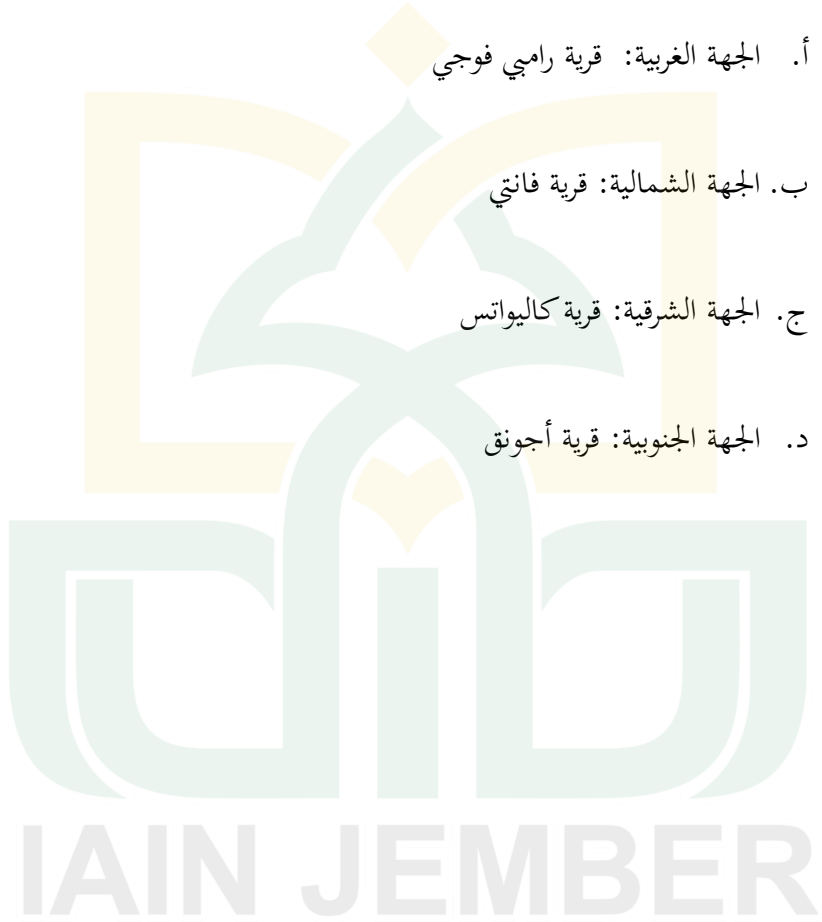 أ. الجهة الغربية: قرية رامبي فوجي
ب. الجهة الشمالية: قرية فانتي
ج. الجهة الشرقية: قرية كاليواتس
د. الجهة الجنوبية: قرية أجونق
IAIN JEMBER